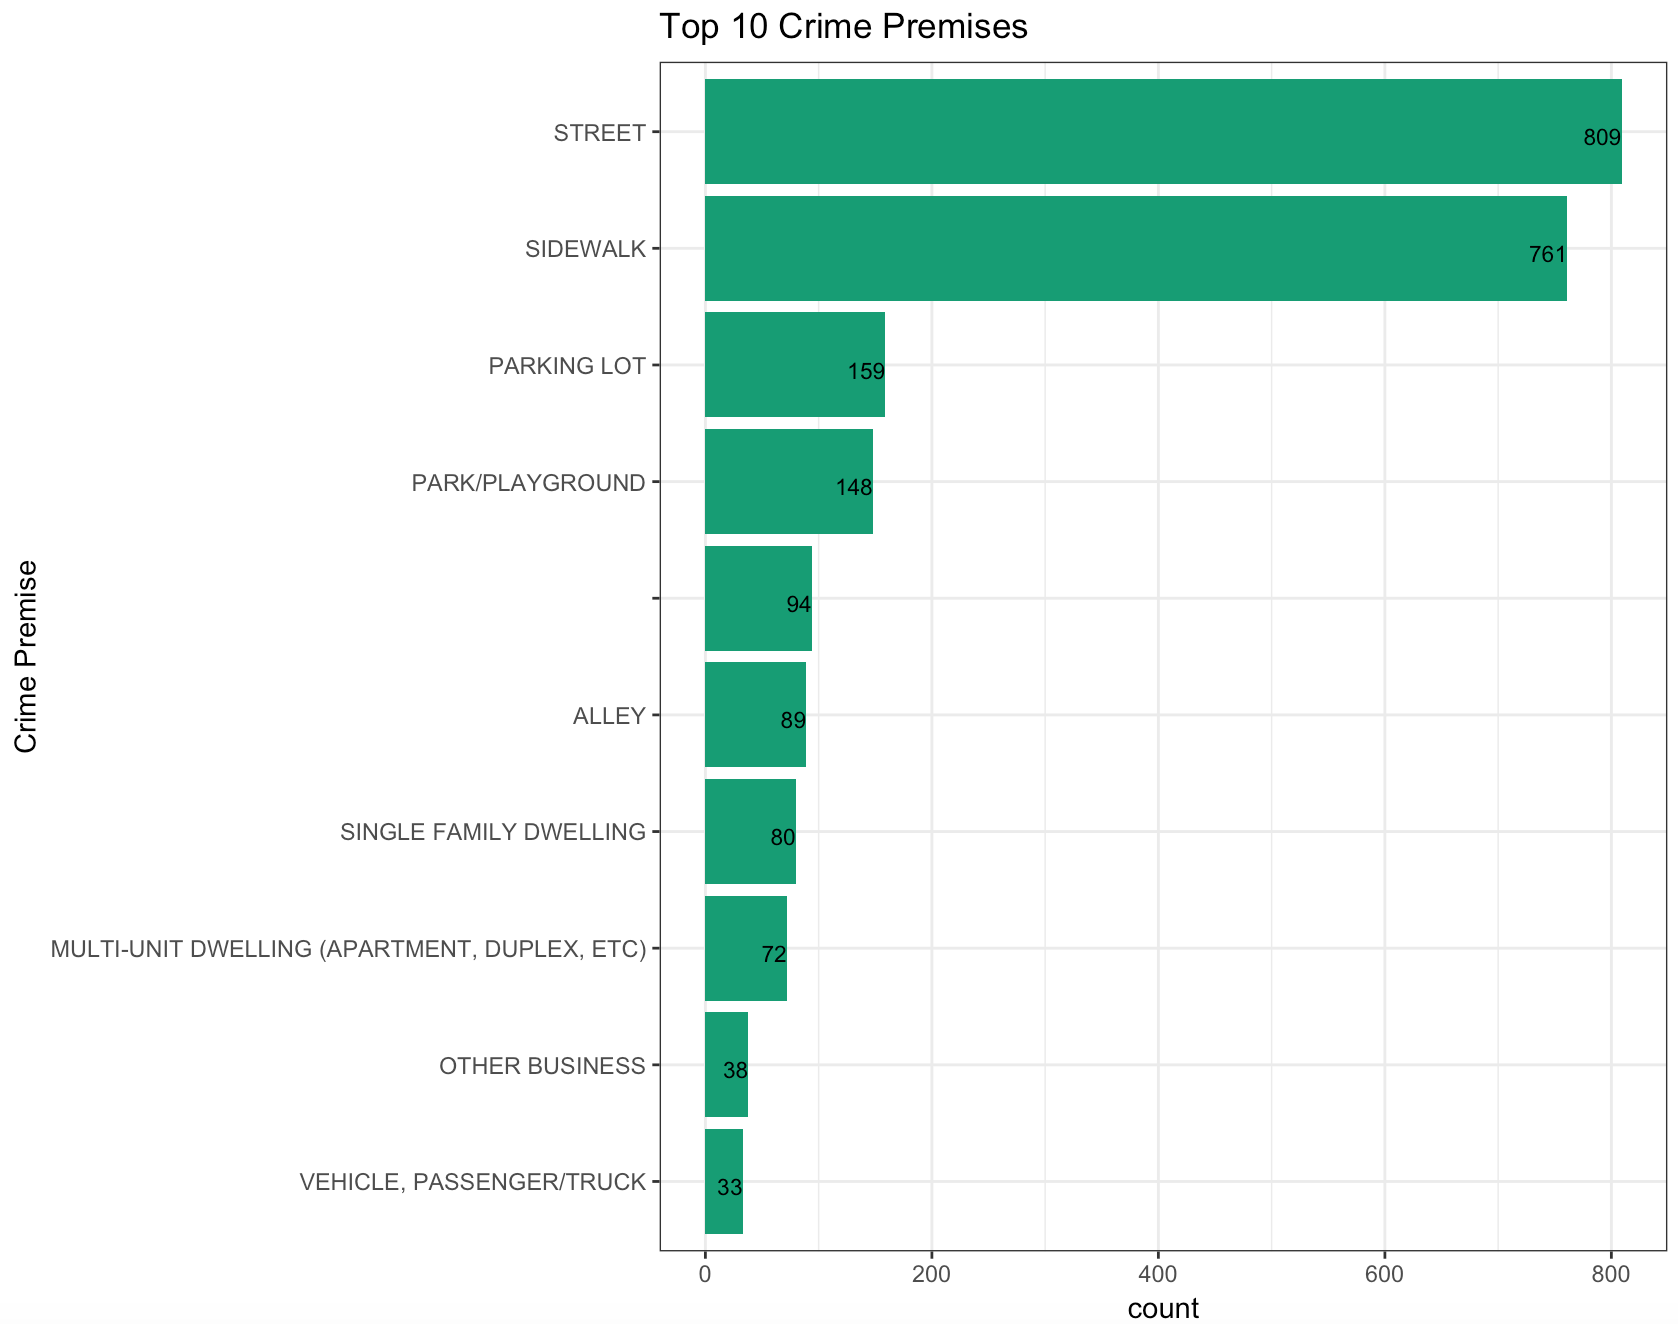 Top 10 Crime Premises
STREET
809
SIDEWALK
761
PARKING LOT
159
PARK/PLAYGROUND
148
94
ALLEY
89
SINGLE FAMILY DWELLING
80
MULTI-UNIT DWELLING (APARTMENT, DUPLEX, ETC)
72
OTHER BUSINESS
38
VEHICLE, PASSENGER/TRUCK
33
Crime Premise
0 200 400 600 800
count